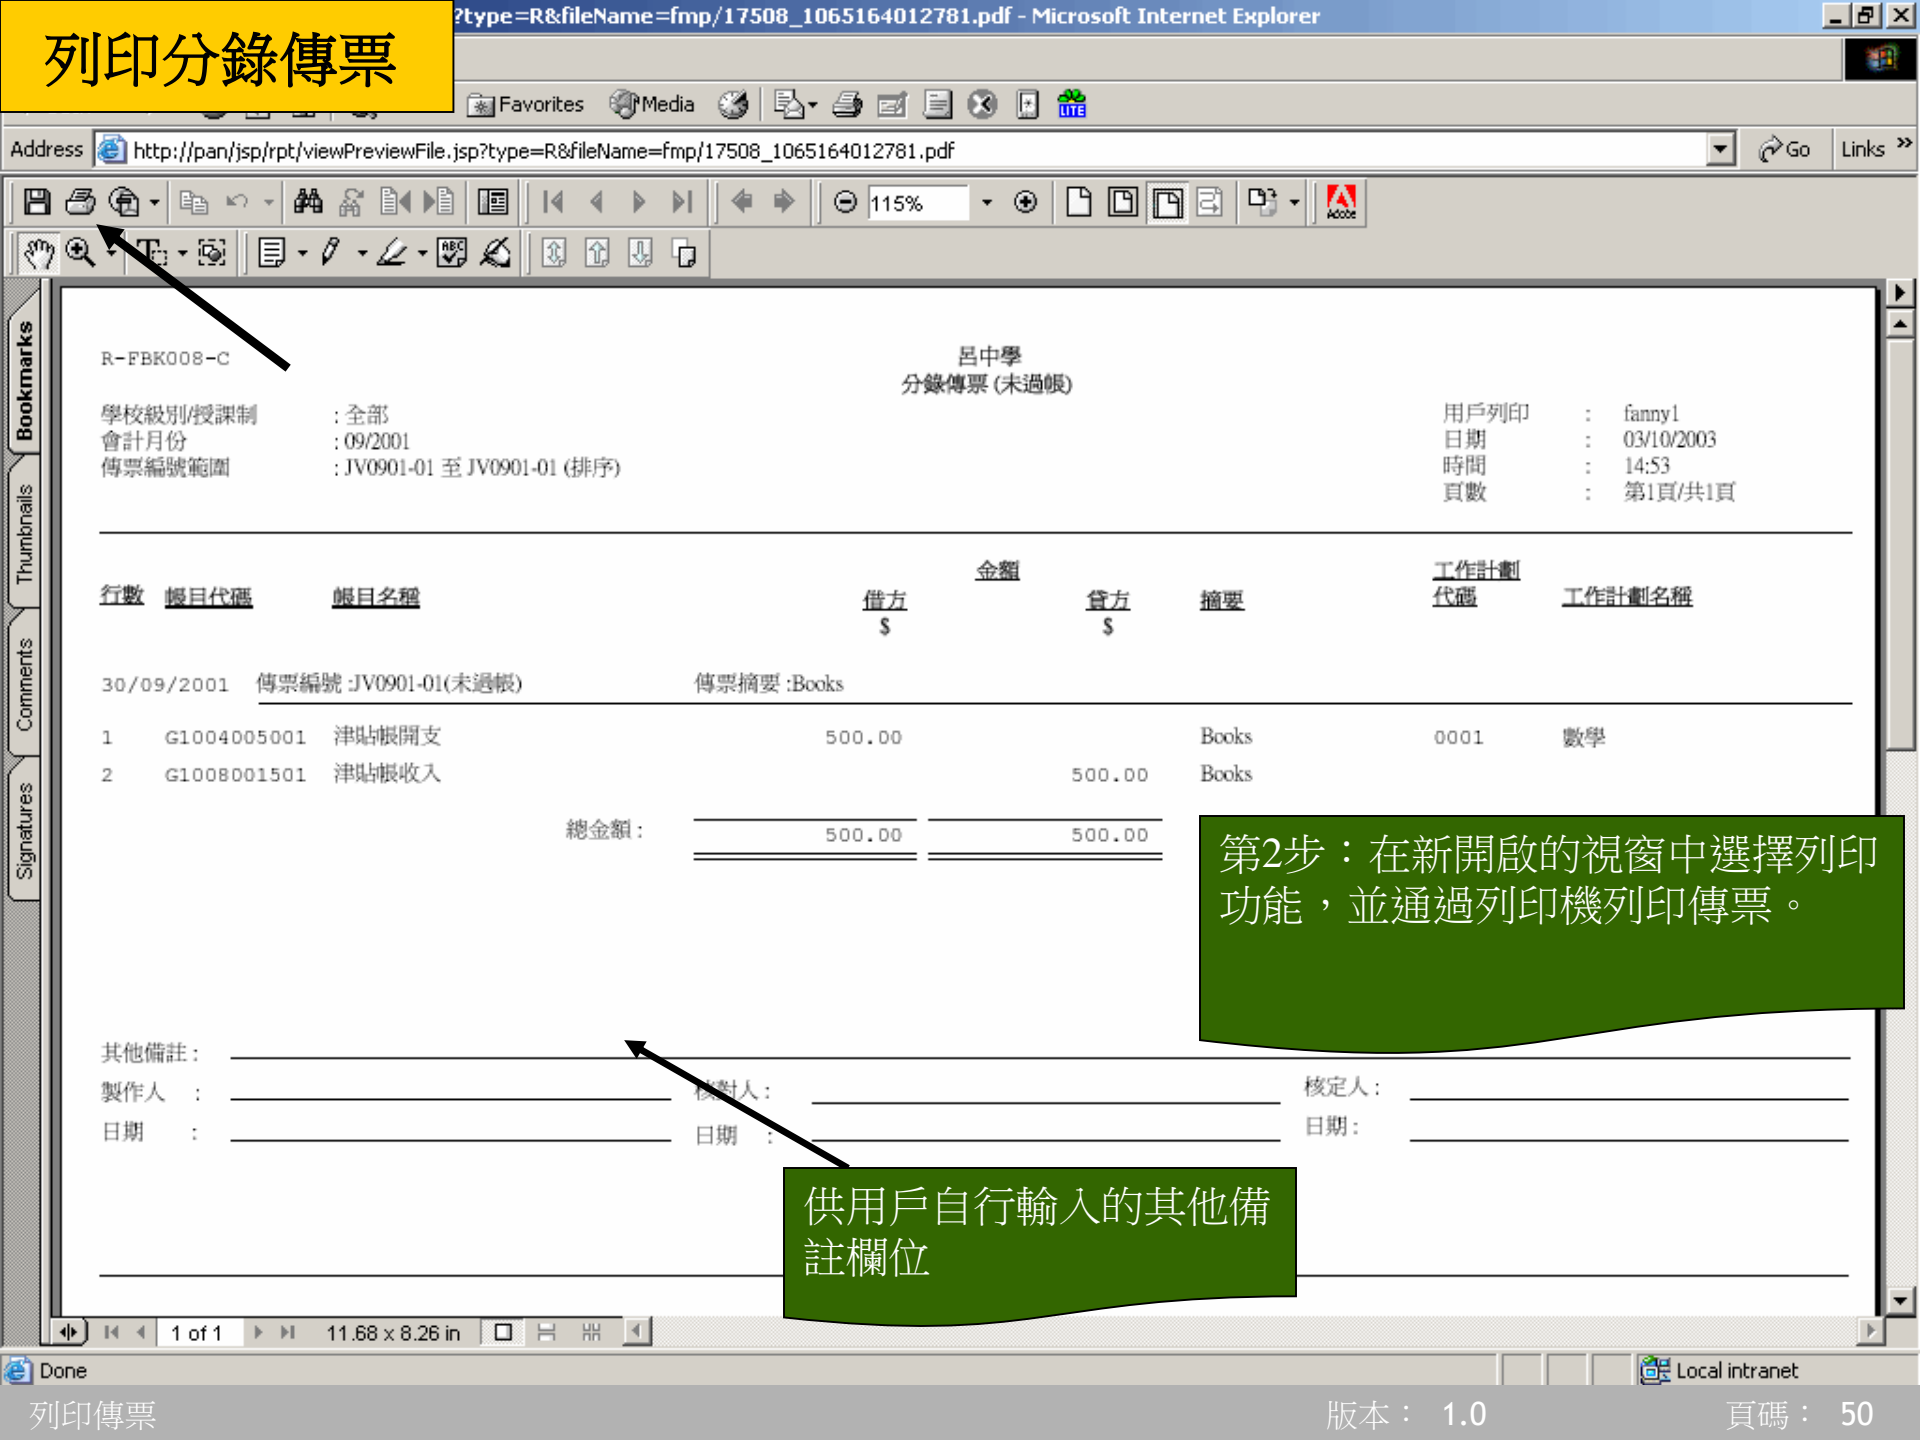 列印分錄傳票
?type=R&fileName=fmp/17508_1065164012781.pdf - Microsoft Internet Explorer
Favorites Media
Address http://pan/jsp/rpt/viewPreviewFile.jsp?type=R&fileName=fmp/17508_1065164012781.pdf Go Links »
115% Adobe
Bookmarks
Thumbnails
Comments
Signatures
R-FBK008-C
呂中學
分錄傳票 (未過帳)
學校級別/授課制 : 全部
會計月份 : 09/2001
傳票編號範圍 : JV0901-01 至 JV0901-01 (排序)
用戶列印 : fanny1
日期 : 03/10/2003
時間 : 14:53
頁數 : 第1頁/共1頁
金額 工作計劃
行數 帳目代碼 帳目名稱 借方 貸方 摘要 代碼 工作計劃名稱
$ $
30/09/2001 傳票編號 :JV0901-01(未過帳) 傳票摘要 :Books
1 G1004005001 津貼帳開支 500.00 Books 0001 數學
2 G1008001501 津貼帳收入 500.00 Books
總金額 : 500.00 500.00
第2步：在新開啟的視窗中選擇列印
功能，並通過列印機列印傳票。
其他備註 :
製作人 : 核對人 : 核定人 :
日期 : 日期 : 日期 :
供用戶自行輸入的其他備
註欄位
1 of 1 11.68 x 8.26 in
Done Local intranet
列印傳票 版本： 1.0 頁碼： 50